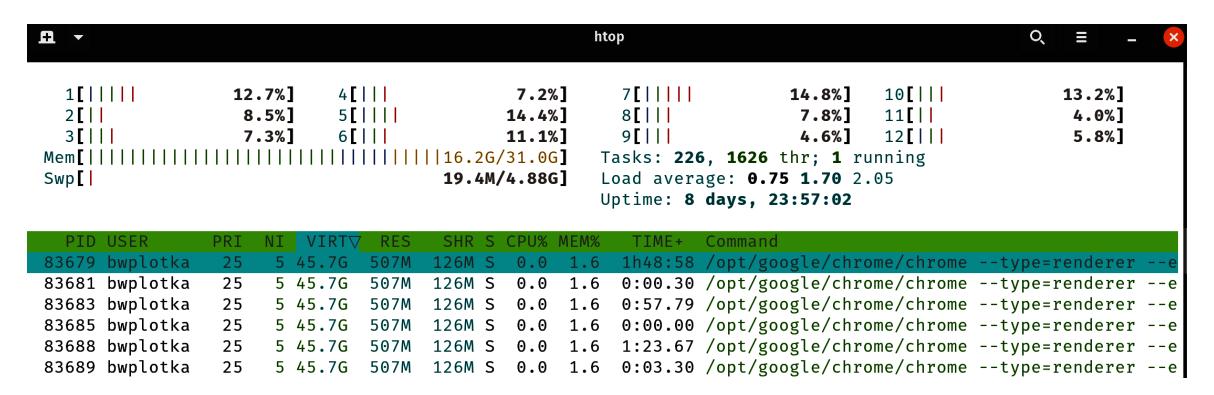 htop
1[||||| 12.7%] 4[||| 7.2%] 7[||||| 14.8%] 10[||| 13.2%]
2[|| 8.5%] 5[|||| 14.4%] 8[||| 7.8%] 11[|| 4.0%]
3[||| 7.3%] 6[||| 11.1%] 9[||| 4.6%] 12[|| 5.8%]
Mem[||||||||||||||||||||||||||||||||||16.2G/31.0G] Tasks: 226, 1626 thr; 1 running
Swp[| 19.4M/4.88G] Load average: 0.75 1.70 2.05
Uptime: 8 days, 23:57:02
PID USER PRI NI VIRT▽ RES SHR S CPU% MEM% TIME+ Command
83679 bwplotka 25 5 45.7G 507M 126M S 0.0 1.6 1h48:58 /opt/google/chrome/chrome --type=renderer --e
83681 bwplotka 25 5 45.7G 507M 126M S 0.0 1.6 0:00.30 /opt/google/chrome/chrome --type=renderer --e
83683 bwplotka 25 5 45.7G 507M 126M S 0.0 1.6 0:57.79 /opt/google/chrome/chrome --type=renderer --e
83685 bwplotka 25 5 45.7G 507M 126M S 0.0 1.6 0:00.00 /opt/google/chrome/chrome --type=renderer --e
83688 bwplotka 25 5 45.7G 507M 126M S 0.0 1.6 1:23.67 /opt/google/chrome/chrome --type=renderer --e
83689 bwplotka 25 5 45.7G 507M 126M S 0.0 1.6 0:03.30 /opt/google/chrome/chrome --type=renderer --e